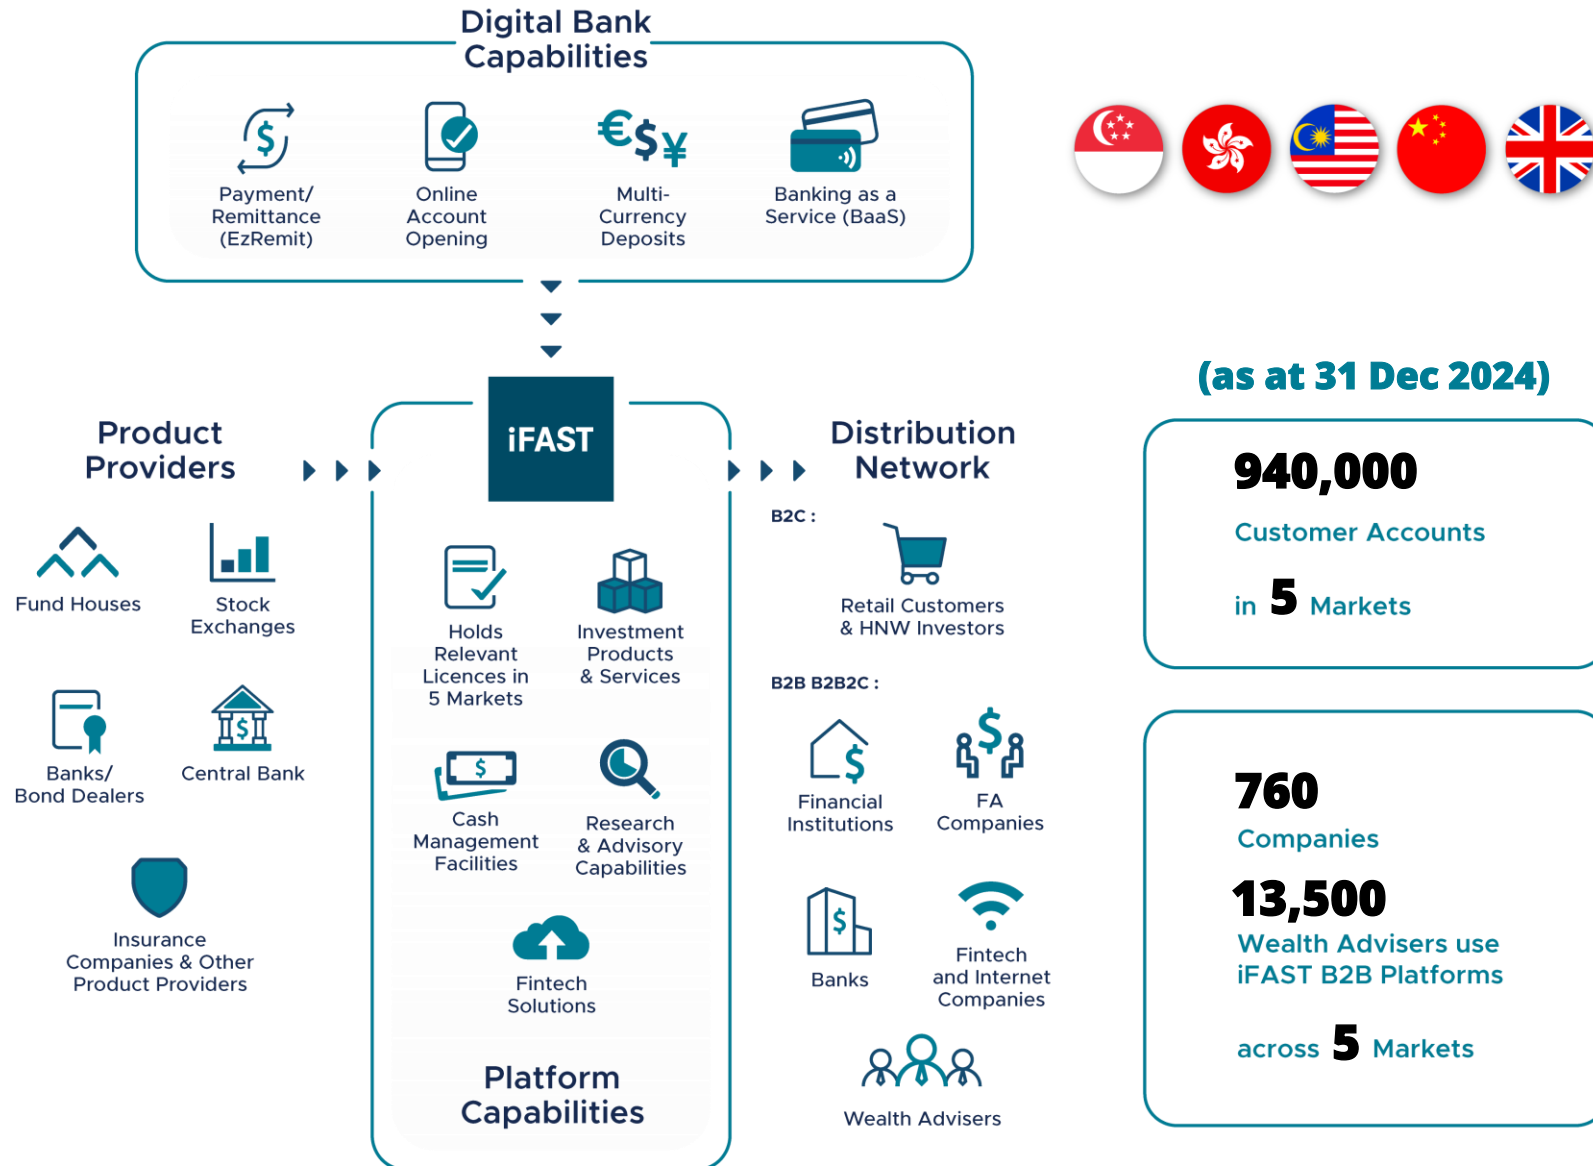 Digital Bank
Capabilities
Payment/
Remittance
(EzRemit)
Online
Account
Opening
Multi-
Currency
Deposits
Banking as a
Service (BaaS)
Product
Providers
Fund Houses
Stock
Exchanges
Banks/
Bond Dealers
Central Bank
Insurance
Companies & Other
Product Providers
iFAST
Holds
Relevant
Licences in
5 Markets
Investment
Products
& Services
Cash
Management
Facilities
Research
& Advisory
Capabilities
Fintech
Solutions
Platform
Capabilities
Distribution
Network
B2C :
Retail Customers
& HNW Investors
B2B B2B2C :
Financial
Institutions
FA
Companies
Banks
Fintech
and Internet
Companies
Wealth Advisers
(as at 31 Dec 2024)
940,000
Customer Accounts
in 5 Markets
760
Companies
13,500
Wealth Advisers use
iFAST B2B Platforms
across 5 Markets